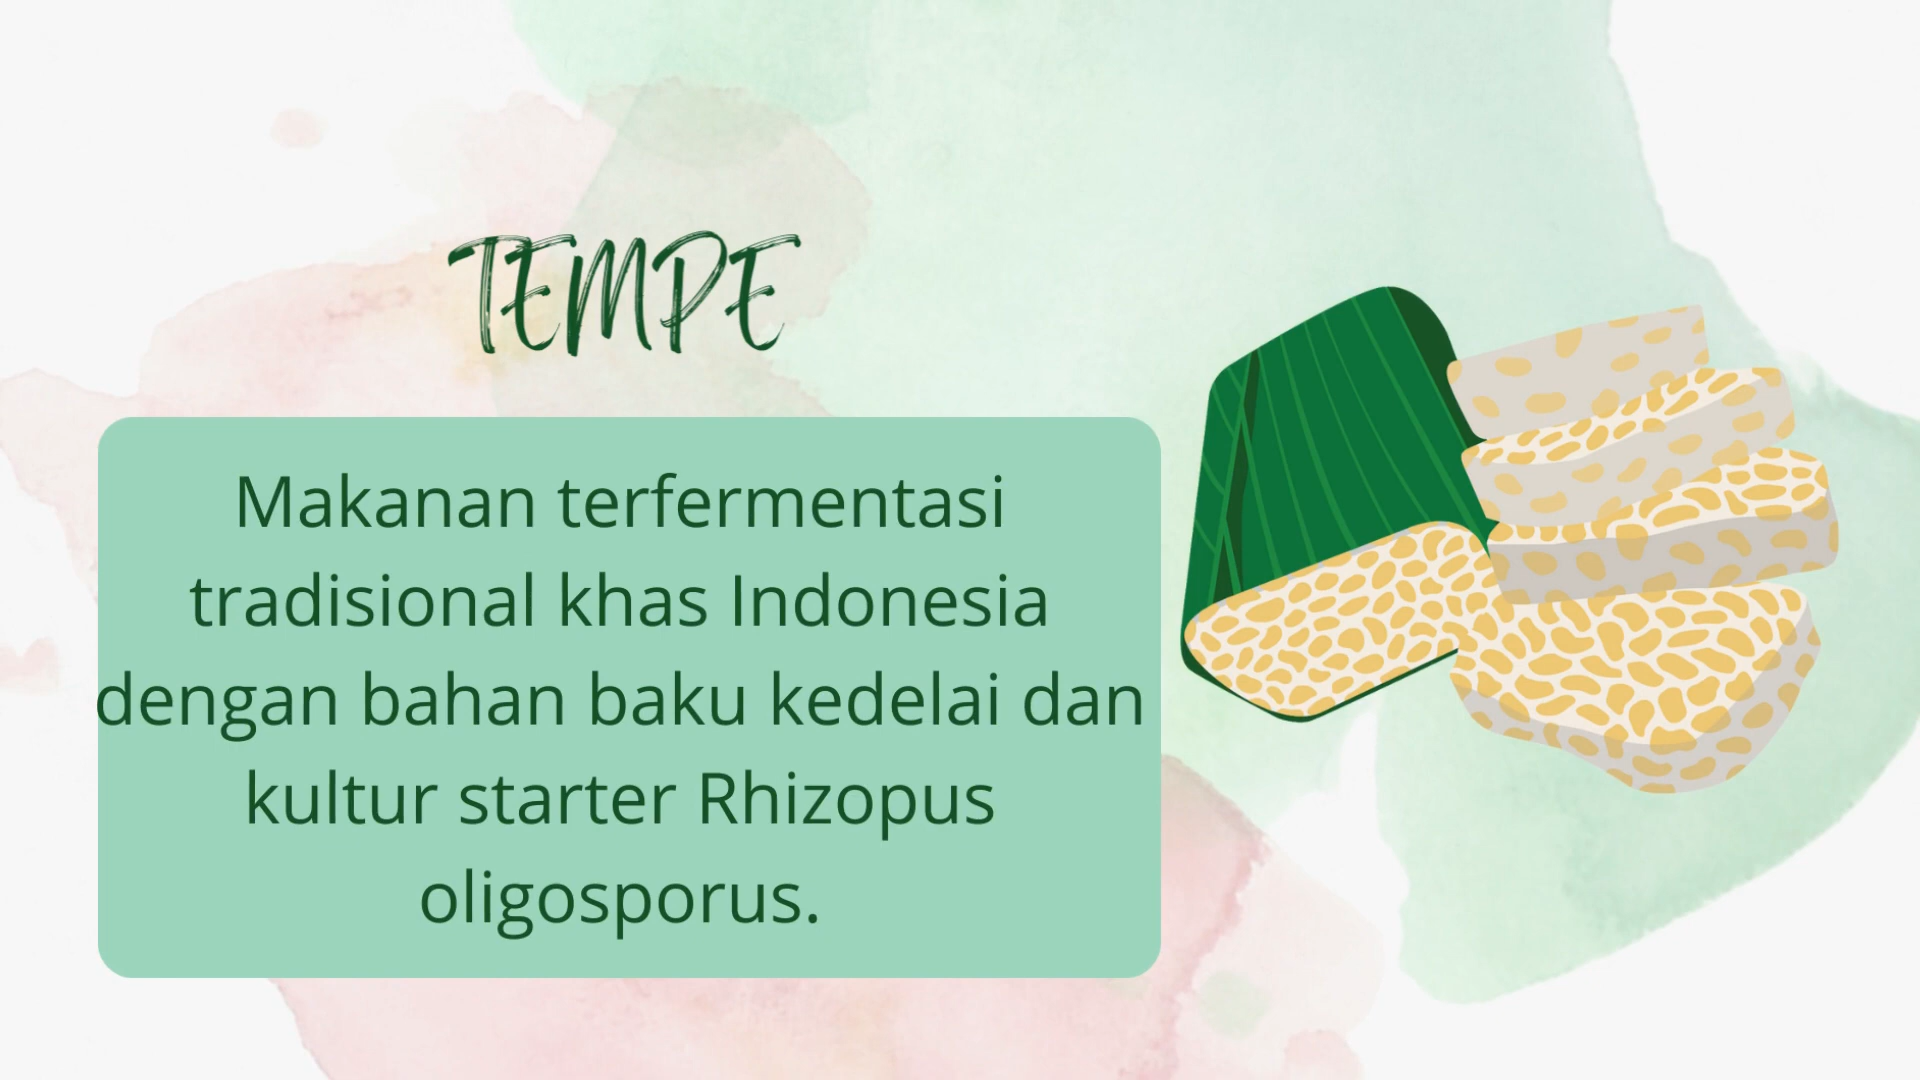 TEMPE
Makanan terfermentasi
tradisional khas Indonesia
dengan bahan baku kedelai dan
kultur starter Rhizopus
oligosporus.